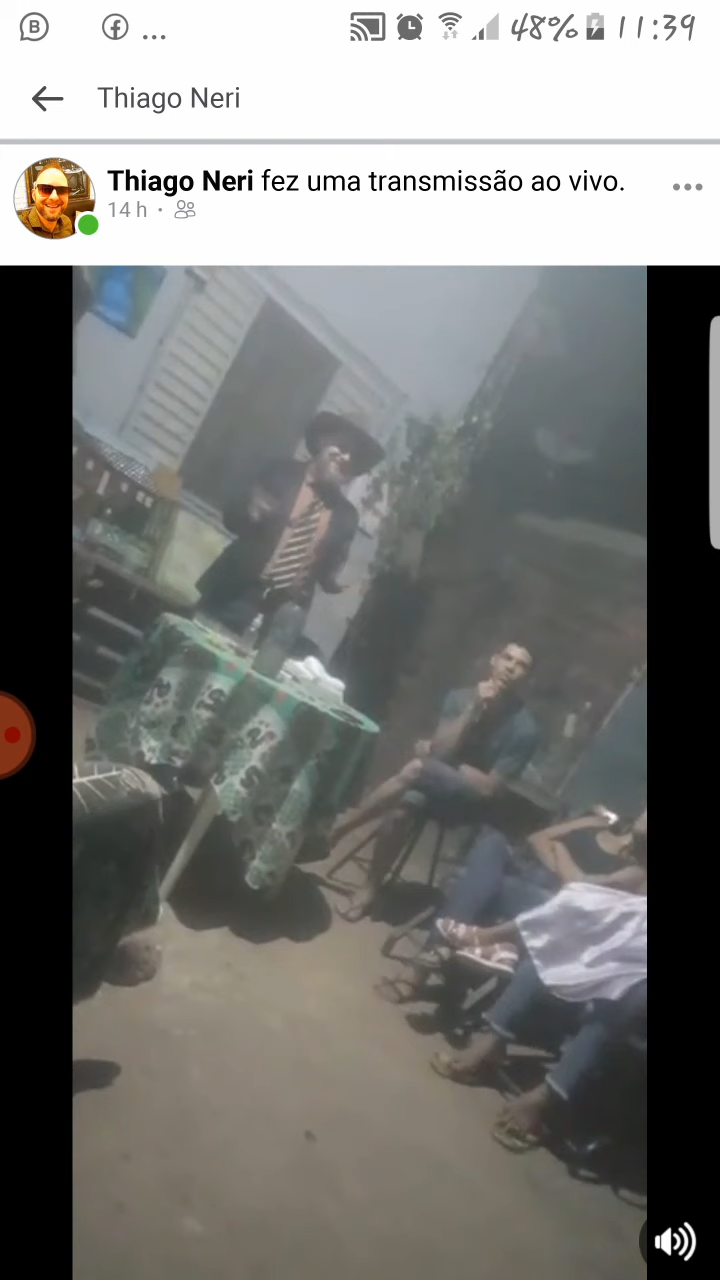 B
... 48% 11:39
Thiago Neri
Thiago Neri fez uma transmissão ao vivo.
14 h ·